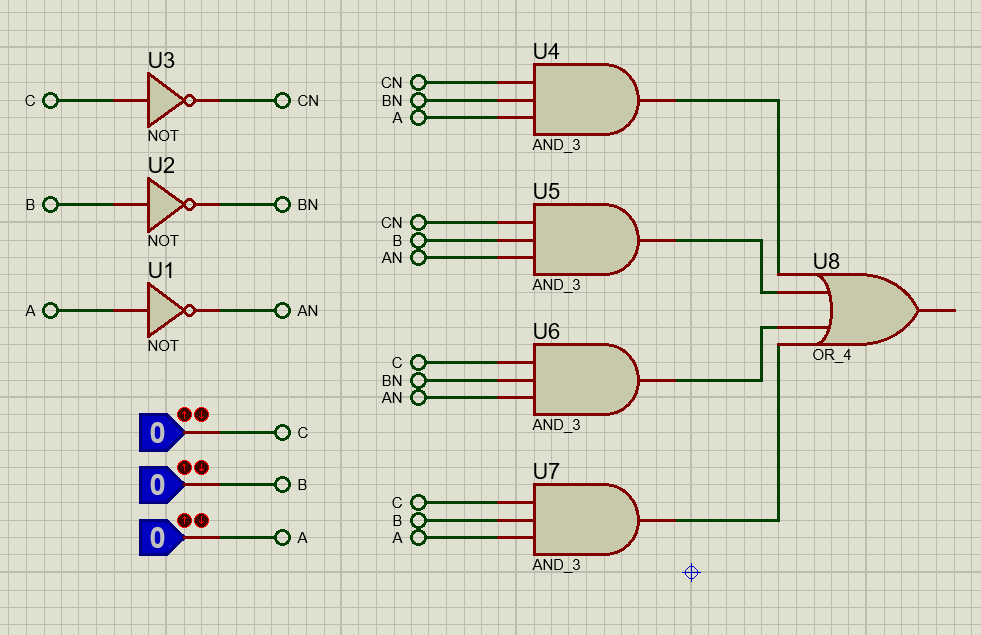 U3
C
CN
NOT
U2
B
BN
NOT
U1
A
AN
NOT
0
C
0
B
0
A
U4
CN
BN
A
AND_3
U5
CN
B
AN
AND_3
U6
C
BN
AN
AND_3
U7
C
B
A
AND_3
U8
OR_4